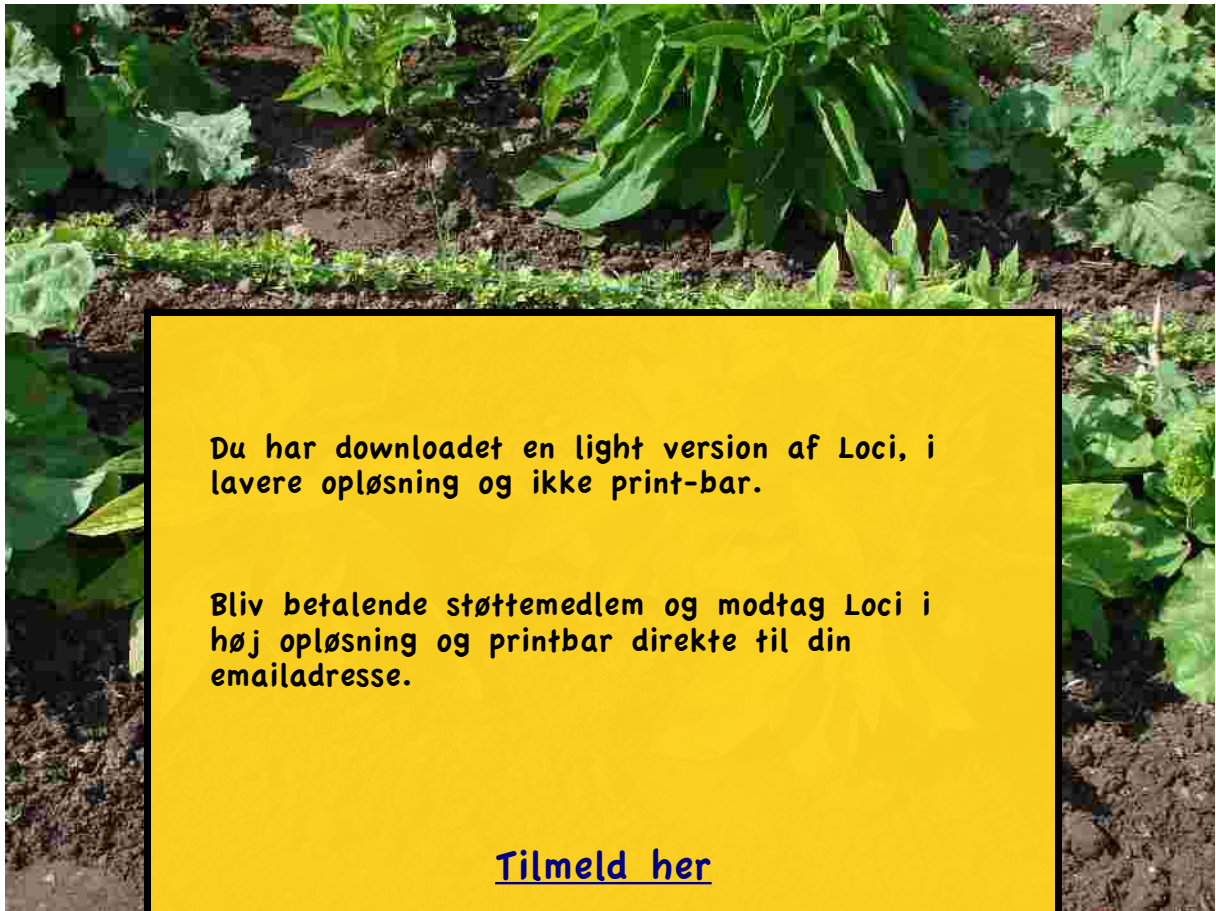 Du har downloadet en light version af Loci, i
lavere opløsning og ikke print-bar.
Bliv betalende støttemedlem og modtag Loci i
høj opløsning og printbar direkte til din
emailadresse.
Tilmeld her